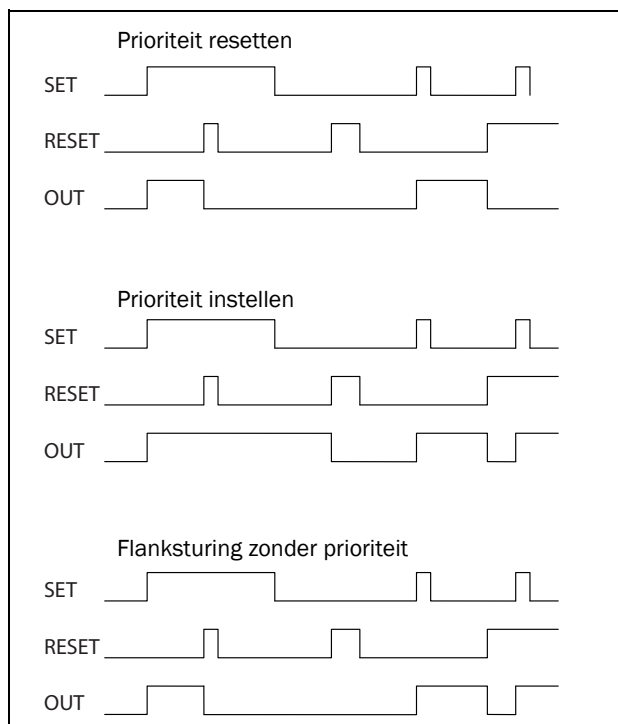 Prioriteit resetten
SET
RESET
OUT
Prioriteit instellen
SET
RESET
OUT
Flanksturing zonder prioriteit
SET
RESET
OUT